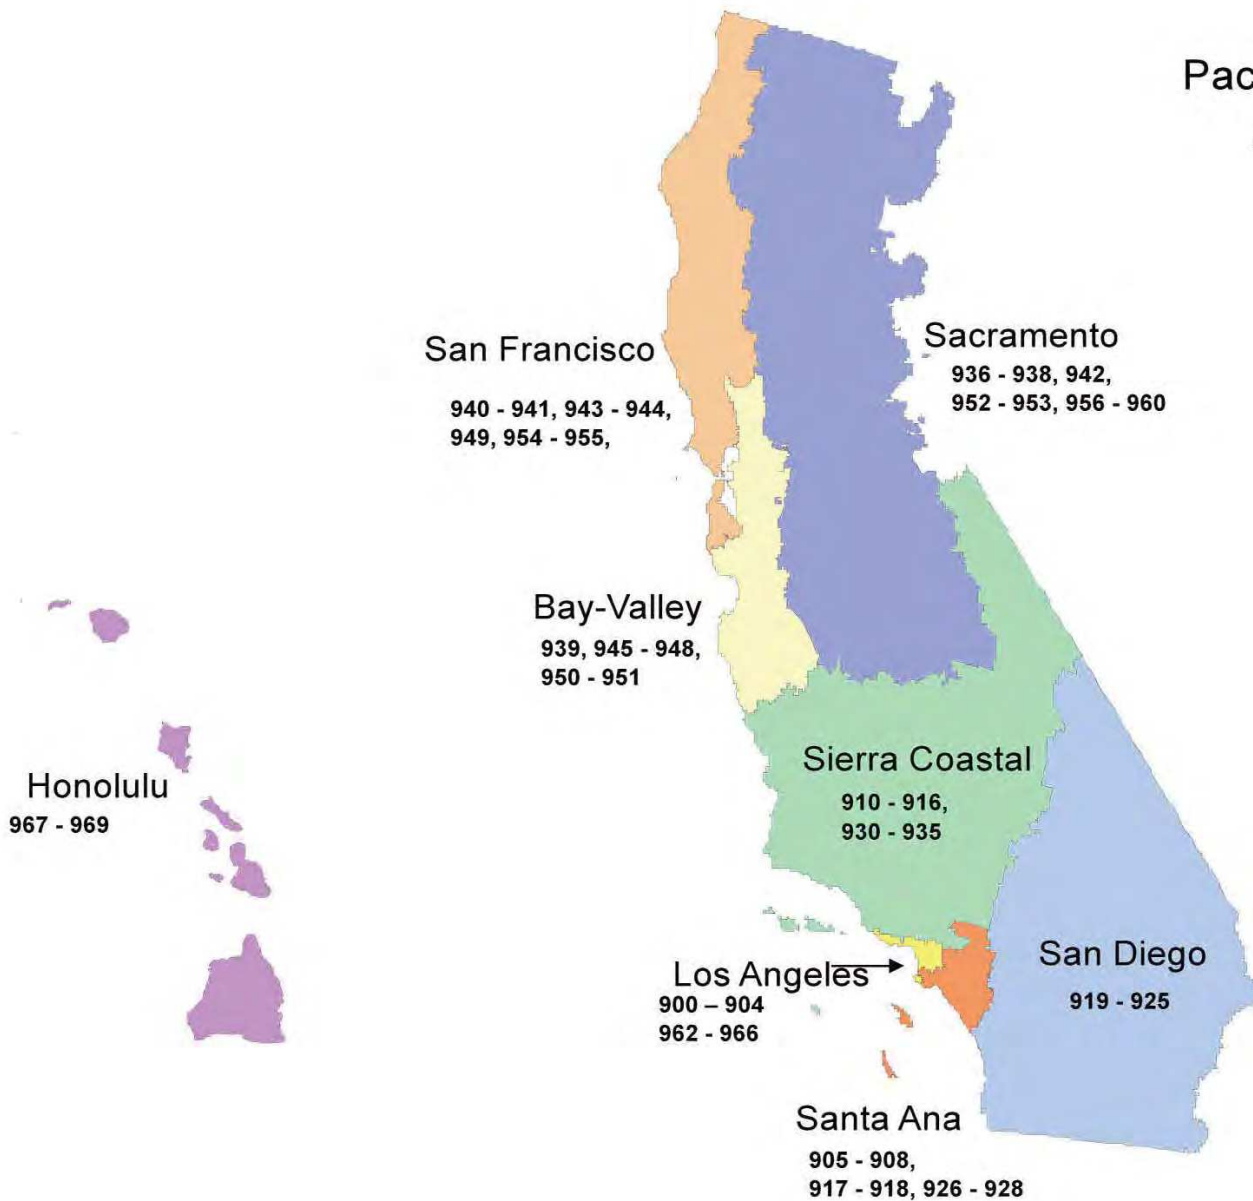 Pac
San Francisco
940 - 941, 943 - 944,
949, 954 - 955,
Sacramento
936 - 938, 942,
952 - 953, 956 - 960
Bay-Valley
939, 945 - 948,
950 - 951
Honolulu
967 - 969
Sierra Coastal
910 - 916,
930 - 935
Los Angeles
900 – 904
962 - 966
San Diego
919 - 925
Santa Ana
905 - 908,
917 - 918, 926 - 928